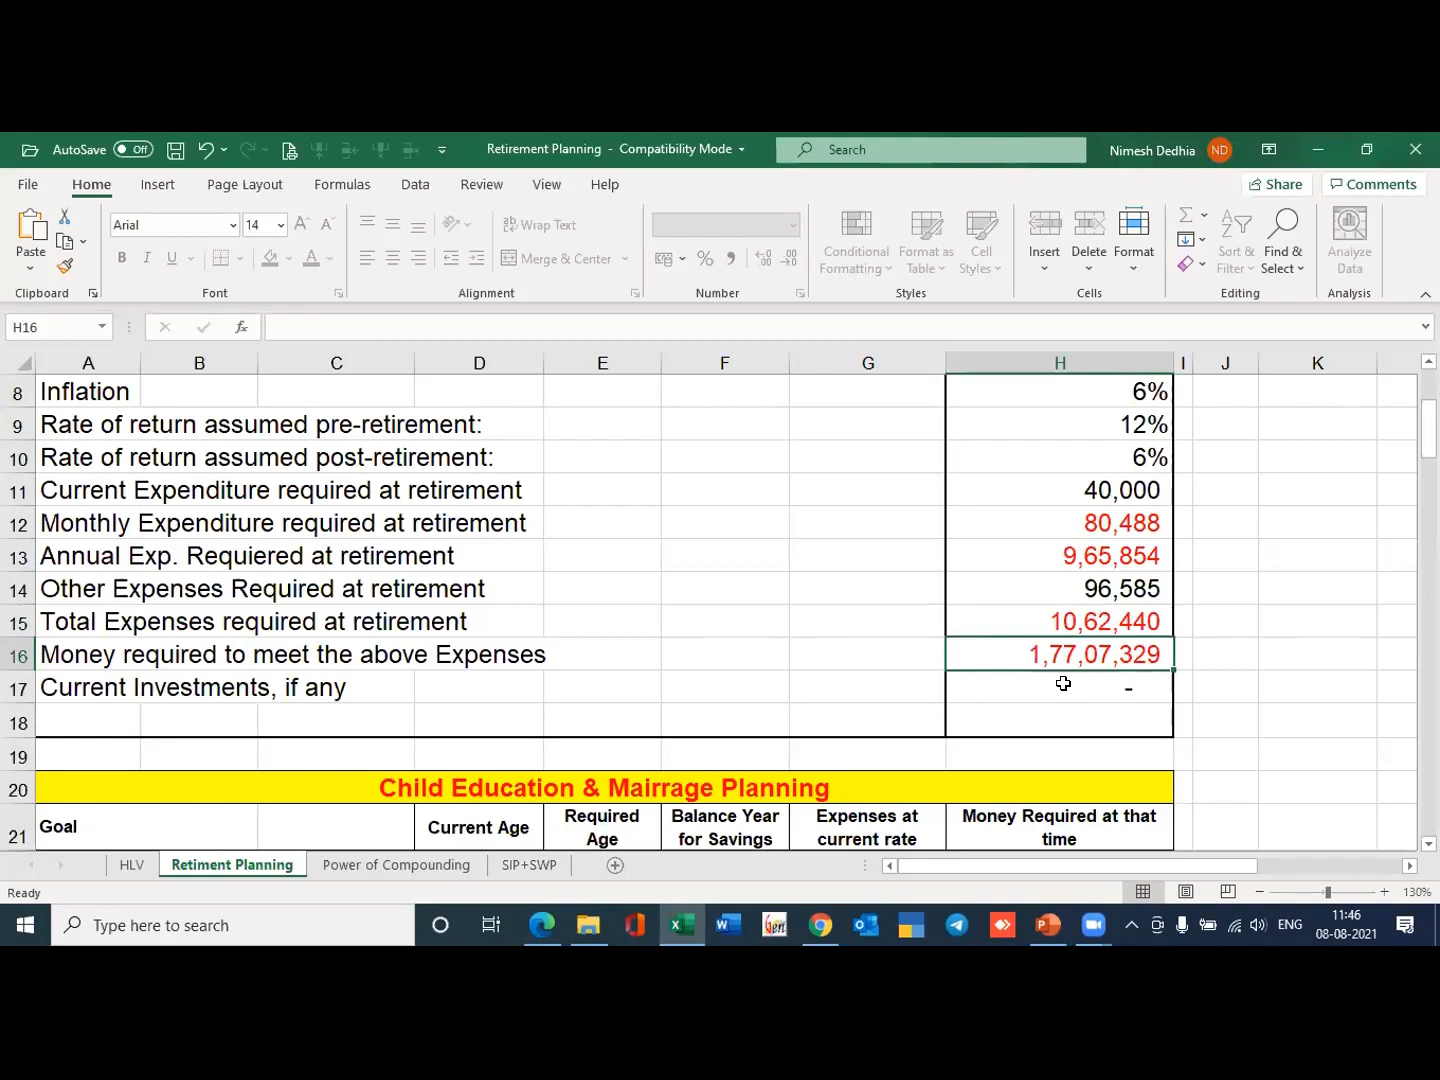 AutoSave Off Retirement Planning - Compatibility Mode Search Nimesh Dedhia ND
File Home Insert Page Layout Formulas Data Review View Help Share Comments
Paste
Clipboard
Arial 14
B I U
Font
Wrap Text
Merge & Center
Alignment
Number
Conditional Formatting
Format as Table
Cell Styles
Styles
Insert Delete Format
Cells
Sort & Filter
Find & Select
Editing
Analyze Data
Analysis
H16
A B C D E F G H I J K
8 Inflation 6%
9 Rate of return assumed pre-retirement: 12%
10 Rate of return assumed post-retirement: 6%
11 Current Expenditure required at retirement 40,000
12 Monthly Expenditure required at retirement 80,488
13 Annual Exp. Requiered at retirement 9,65,854
14 Other Expenses Required at retirement 96,585
15 Total Expenses required at retirement 10,62,440
16 Money required to meet the above Expenses 1,77,07,329
17 Current Investments, if any -
18
19
20 Child Education & Mairrage Planning
21 Goal Current Age Required Age Balance Year for Savings Expenses at current rate Money Required at that time
HLV Retiment Planning Power of Compounding SIP+SWP
Ready 130%
Type here to search ENG 11:46
08-08-2021